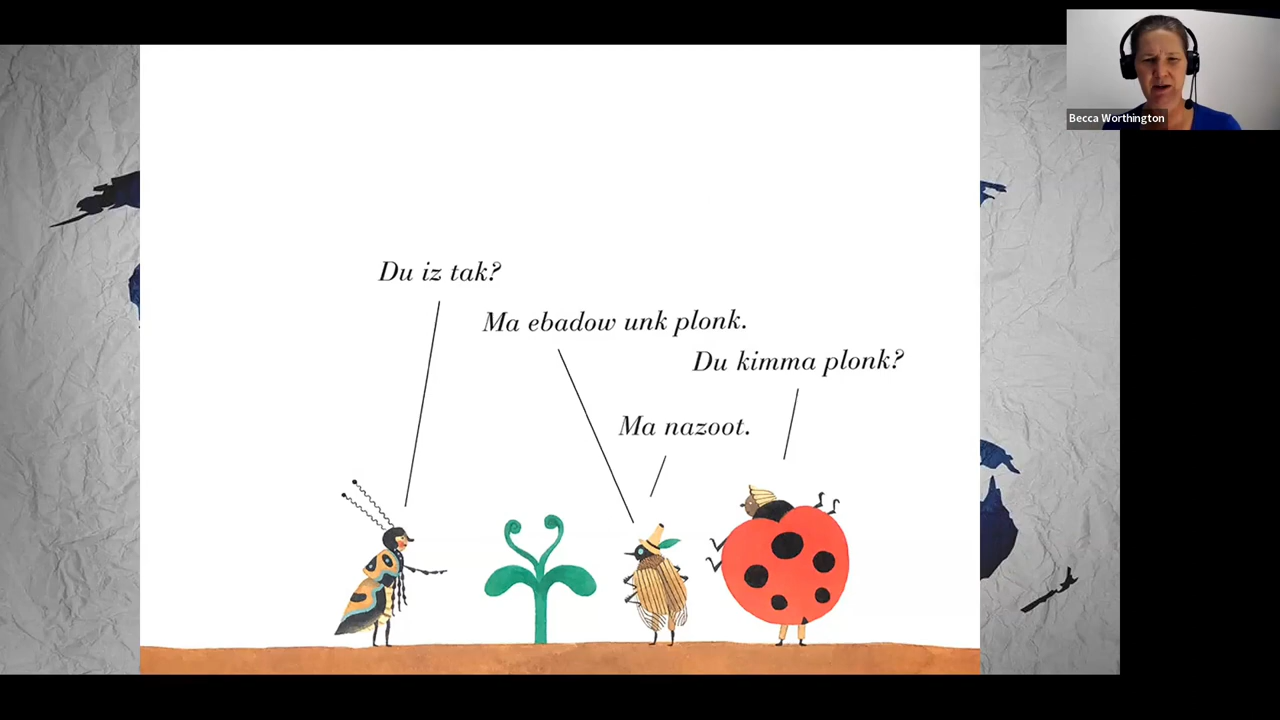 Becca Worthington
Du iz tak?
Ma ebadow unk plonk.
Du kimma plonk?
Ma nazoot.